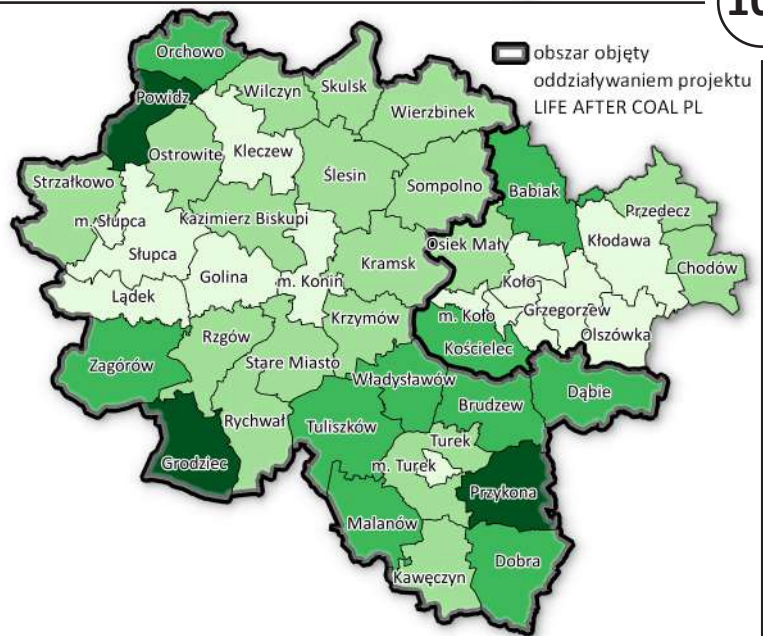 10
obszar objęty
oddziaływaniem projektu
LIFE AFTER COAL PL
Orchowo
Powidz
Wilczyn
Skulsk
Wierzbinek
Ostrowite
Kleczew
Ślesin
Sompolno
Babiak
Strzałkowo
Przedecz
m. Słupca
Kazimierz Biskupi
Osiek Mały
Kłodawa
Słupca
Kramsk
Chodów
Golina
m. Konin
Koło
Lądek
Krzymów
m. Koło
Grzegorzew
Olszówka
Rzgów
Kościelec
Zagórów
Stare Miasto
Władysławów
Dąbie
Brudzew
Rychwał
Tuliszków
Turek
Grodziec
m. Turek
Przykona
Malanów
Dobra
Kawęczyn